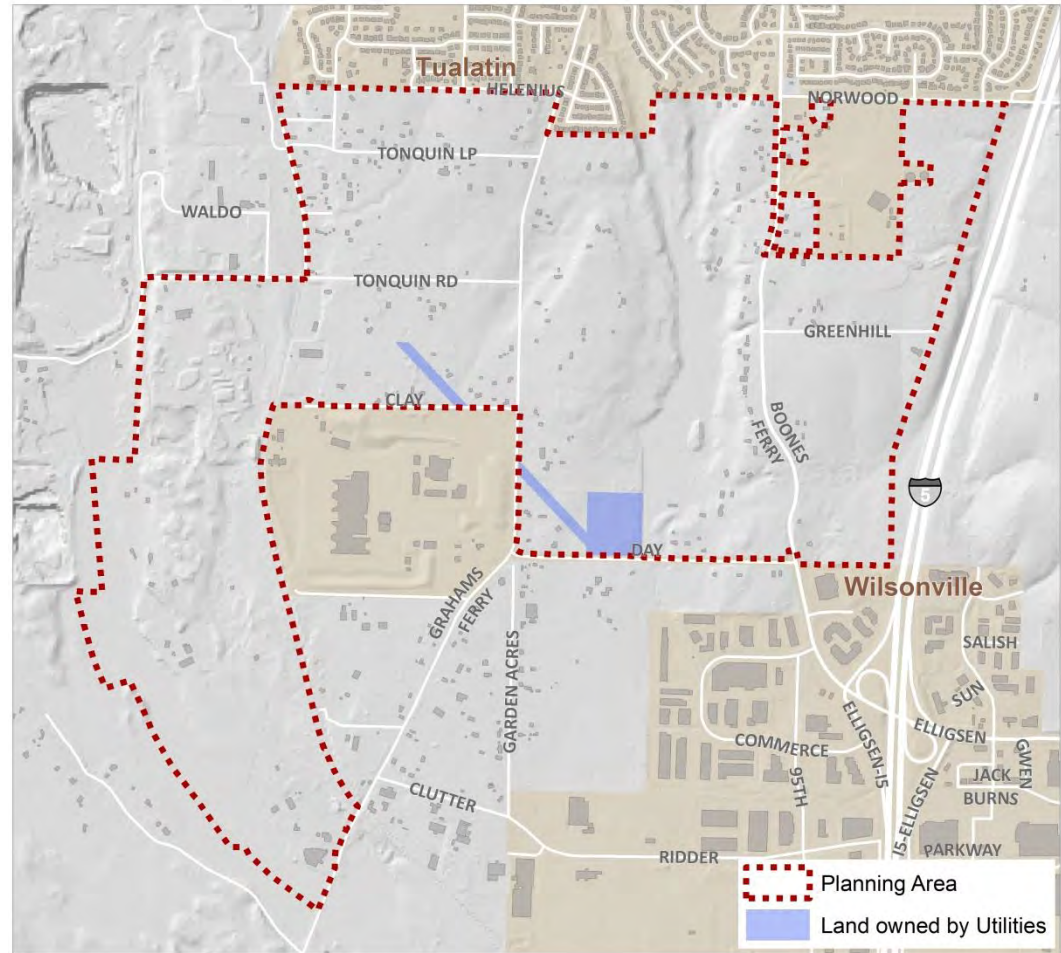 Tualatin
HELENIUS
NORWOOD
TONQUIN LP
WALDO
TONQUIN RD
GREENHILL
CLAY
BOONES
FERRY
5
DAY
Wilsonville
GRAHAMS
FERRY
GARDEN ACRES
SALISH
SUN
ELLIGSEN
ELLIGSEN-I5
GWEN
COMMERCE
95TH
JACK
BURNS
CLUTTER
I5-ELLIGSEN
RIDDER
PARKWAY
Planning Area
Land owned by Utilities